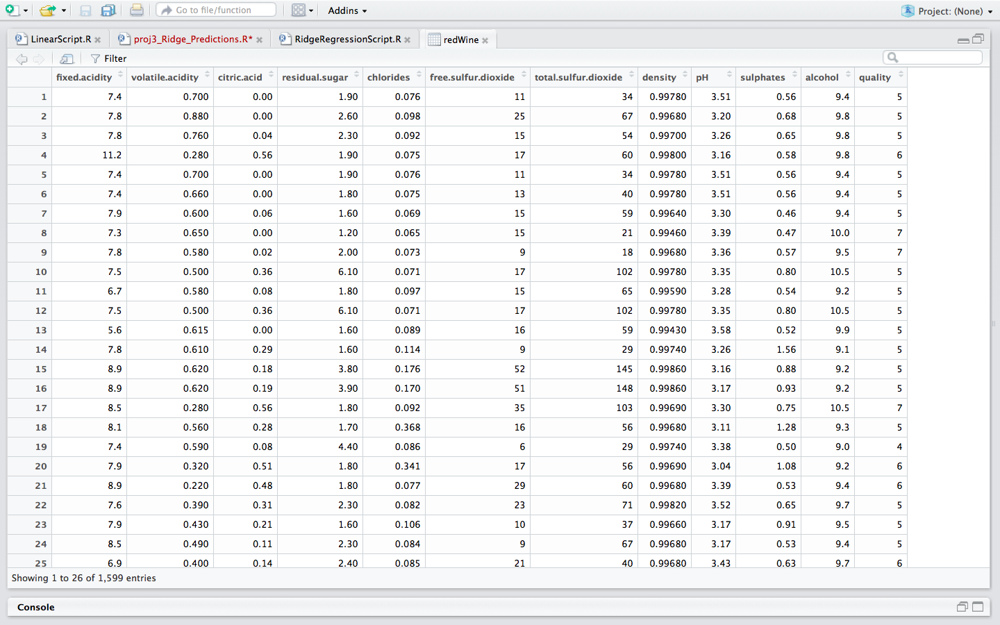 Go to file/function Addins Project: (None)
LinearScript.R proj3_Ridge_Predictions.R* RidgeRegressionScript.R redWine
Filter
fixed.acidity volatile.acidity citric.acid residual.sugar chlorides free.sulfur.dioxide total.sulfur.dioxide density pH sulphates alcohol quality
1 7.4 0.700 0.00 1.90 0.076 11 34 0.99780 3.51 0.56 9.4 5
2 7.8 0.880 0.00 2.60 0.098 25 67 0.99680 3.20 0.68 9.8 5
3 7.8 0.760 0.04 2.30 0.092 15 54 0.99700 3.26 0.65 9.8 5
4 11.2 0.280 0.56 1.90 0.075 17 60 0.99800 3.16 0.58 9.8 6
5 7.4 0.700 0.00 1.90 0.076 11 34 0.99780 3.51 0.56 9.4 5
6 7.4 0.660 0.00 1.80 0.075 13 40 0.99780 3.51 0.56 9.4 5
7 7.9 0.600 0.06 1.60 0.069 15 59 0.99640 3.30 0.46 9.4 5
8 7.3 0.650 0.00 1.20 0.065 15 21 0.99460 3.39 0.47 10.0 7
9 7.8 0.580 0.02 2.00 0.073 9 18 0.99680 3.36 0.57 9.5 7
10 7.5 0.500 0.36 6.10 0.071 17 102 0.99780 3.35 0.80 10.5 5
11 6.7 0.580 0.08 1.80 0.097 15 65 0.99590 3.28 0.54 9.2 5
12 7.5 0.500 0.36 6.10 0.071 17 102 0.99780 3.35 0.80 10.5 5
13 5.6 0.615 0.00 1.60 0.089 16 59 0.99430 3.58 0.52 9.9 5
14 7.8 0.610 0.29 1.60 0.114 9 29 0.99740 3.26 1.56 9.1 5
15 8.9 0.620 0.18 3.80 0.176 52 145 0.99860 3.16 0.88 9.2 5
16 8.9 0.620 0.19 3.90 0.170 51 148 0.99860 3.17 0.93 9.2 5
17 8.5 0.280 0.56 1.80 0.092 35 103 0.99690 3.30 0.75 10.5 7
18 8.1 0.560 0.28 1.70 0.368 16 56 0.99680 3.11 1.28 9.3 5
19 7.4 0.590 0.08 4.40 0.086 6 29 0.99740 3.38 0.50 9.0 4
20 7.9 0.320 0.51 1.80 0.341 17 56 0.99690 3.04 1.08 9.2 6
21 8.9 0.220 0.48 1.80 0.077 29 60 0.99680 3.39 0.53 9.4 6
22 7.6 0.390 0.31 2.30 0.082 23 71 0.99820 3.52 0.65 9.7 5
23 7.9 0.430 0.21 1.60 0.106 10 37 0.99660 3.17 0.91 9.5 5
24 8.5 0.490 0.11 2.30 0.084 9 67 0.99680 3.17 0.53 9.4 5
25 6.9 0.400 0.14 2.40 0.085 21 40 0.99680 3.43 0.63 9.7 6
Showing 1 to 26 of 1,599 entries
Console